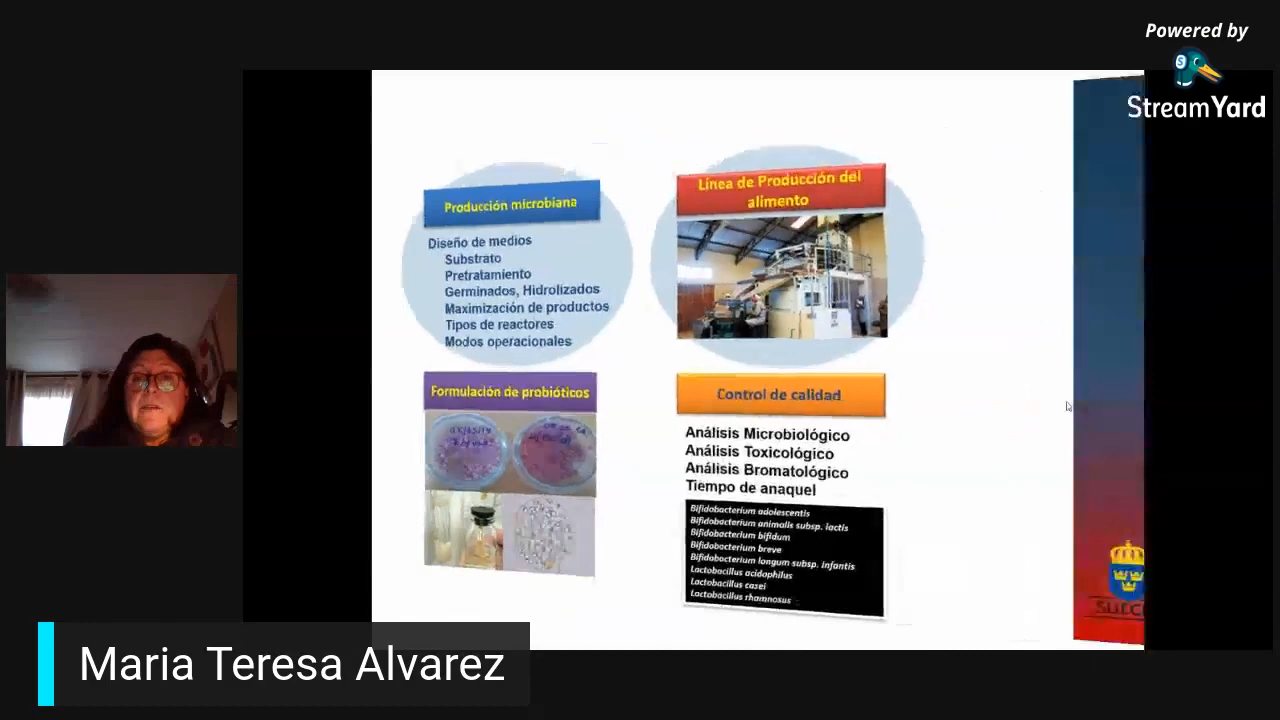 Powered by
StreamYard
Producción microbiana
Diseño de medios
Substrato
Pretratamiento
Germinados, Hidrolizados
Maximización de productos
Tipos de reactores
Modos operacionales
Línea de Producción del
alimento
Formulación de probióticos
Control de calidad
Análisis Microbiológico
Análisis Toxicológico
Análisis Bromatológico
Tiempo de anaquel
Bifidobacterium adolescentis
Bifidobacterium animalis subsp. lactis
Bifidobacterium bifidum
Bifidobacterium breve
Bifidobacterium longum subsp. infantis
Lactobacillus acidophilus
Lactobacillus casei
Lactobacillus rhamnosus
Maria Teresa Alvarez